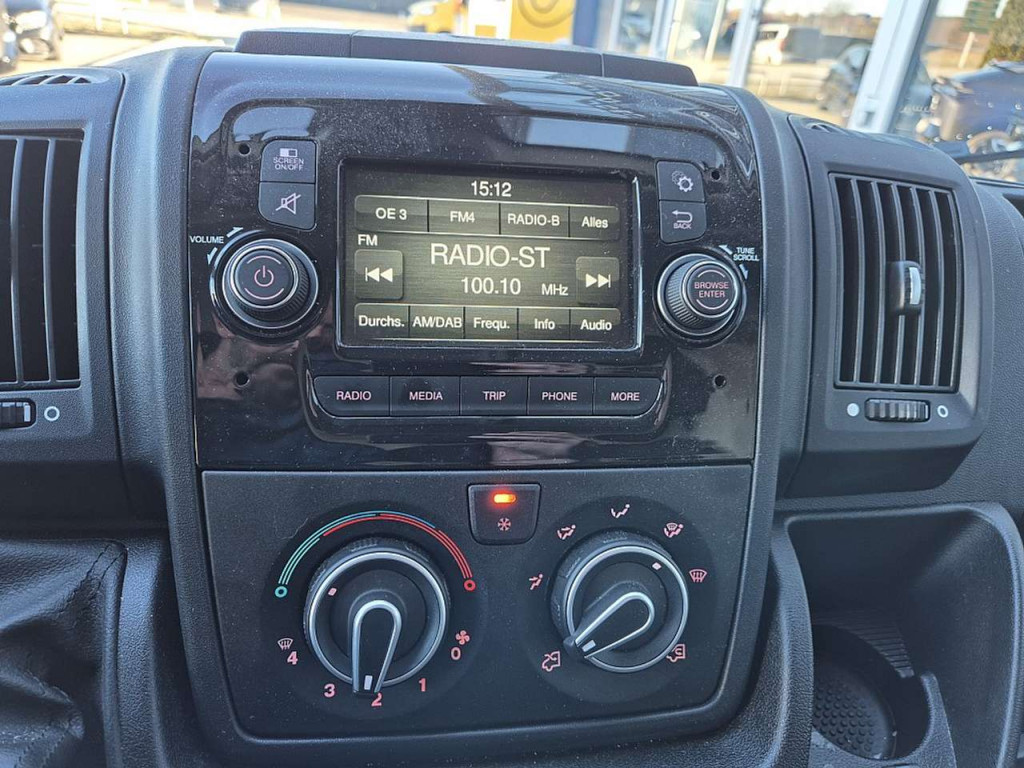 SCREEN
ON/OFF
15:12
OE 3 FM4 RADIO-B Alles
BACK
VOLUME
FM
RADIO-ST
100.10 MHz
TUNE
SCROLL
BROWSE
ENTER
Durchs. AM/DAB Frequ. Info Audio
RADIO MEDIA TRIP PHONE MORE
4 0
3 1
2